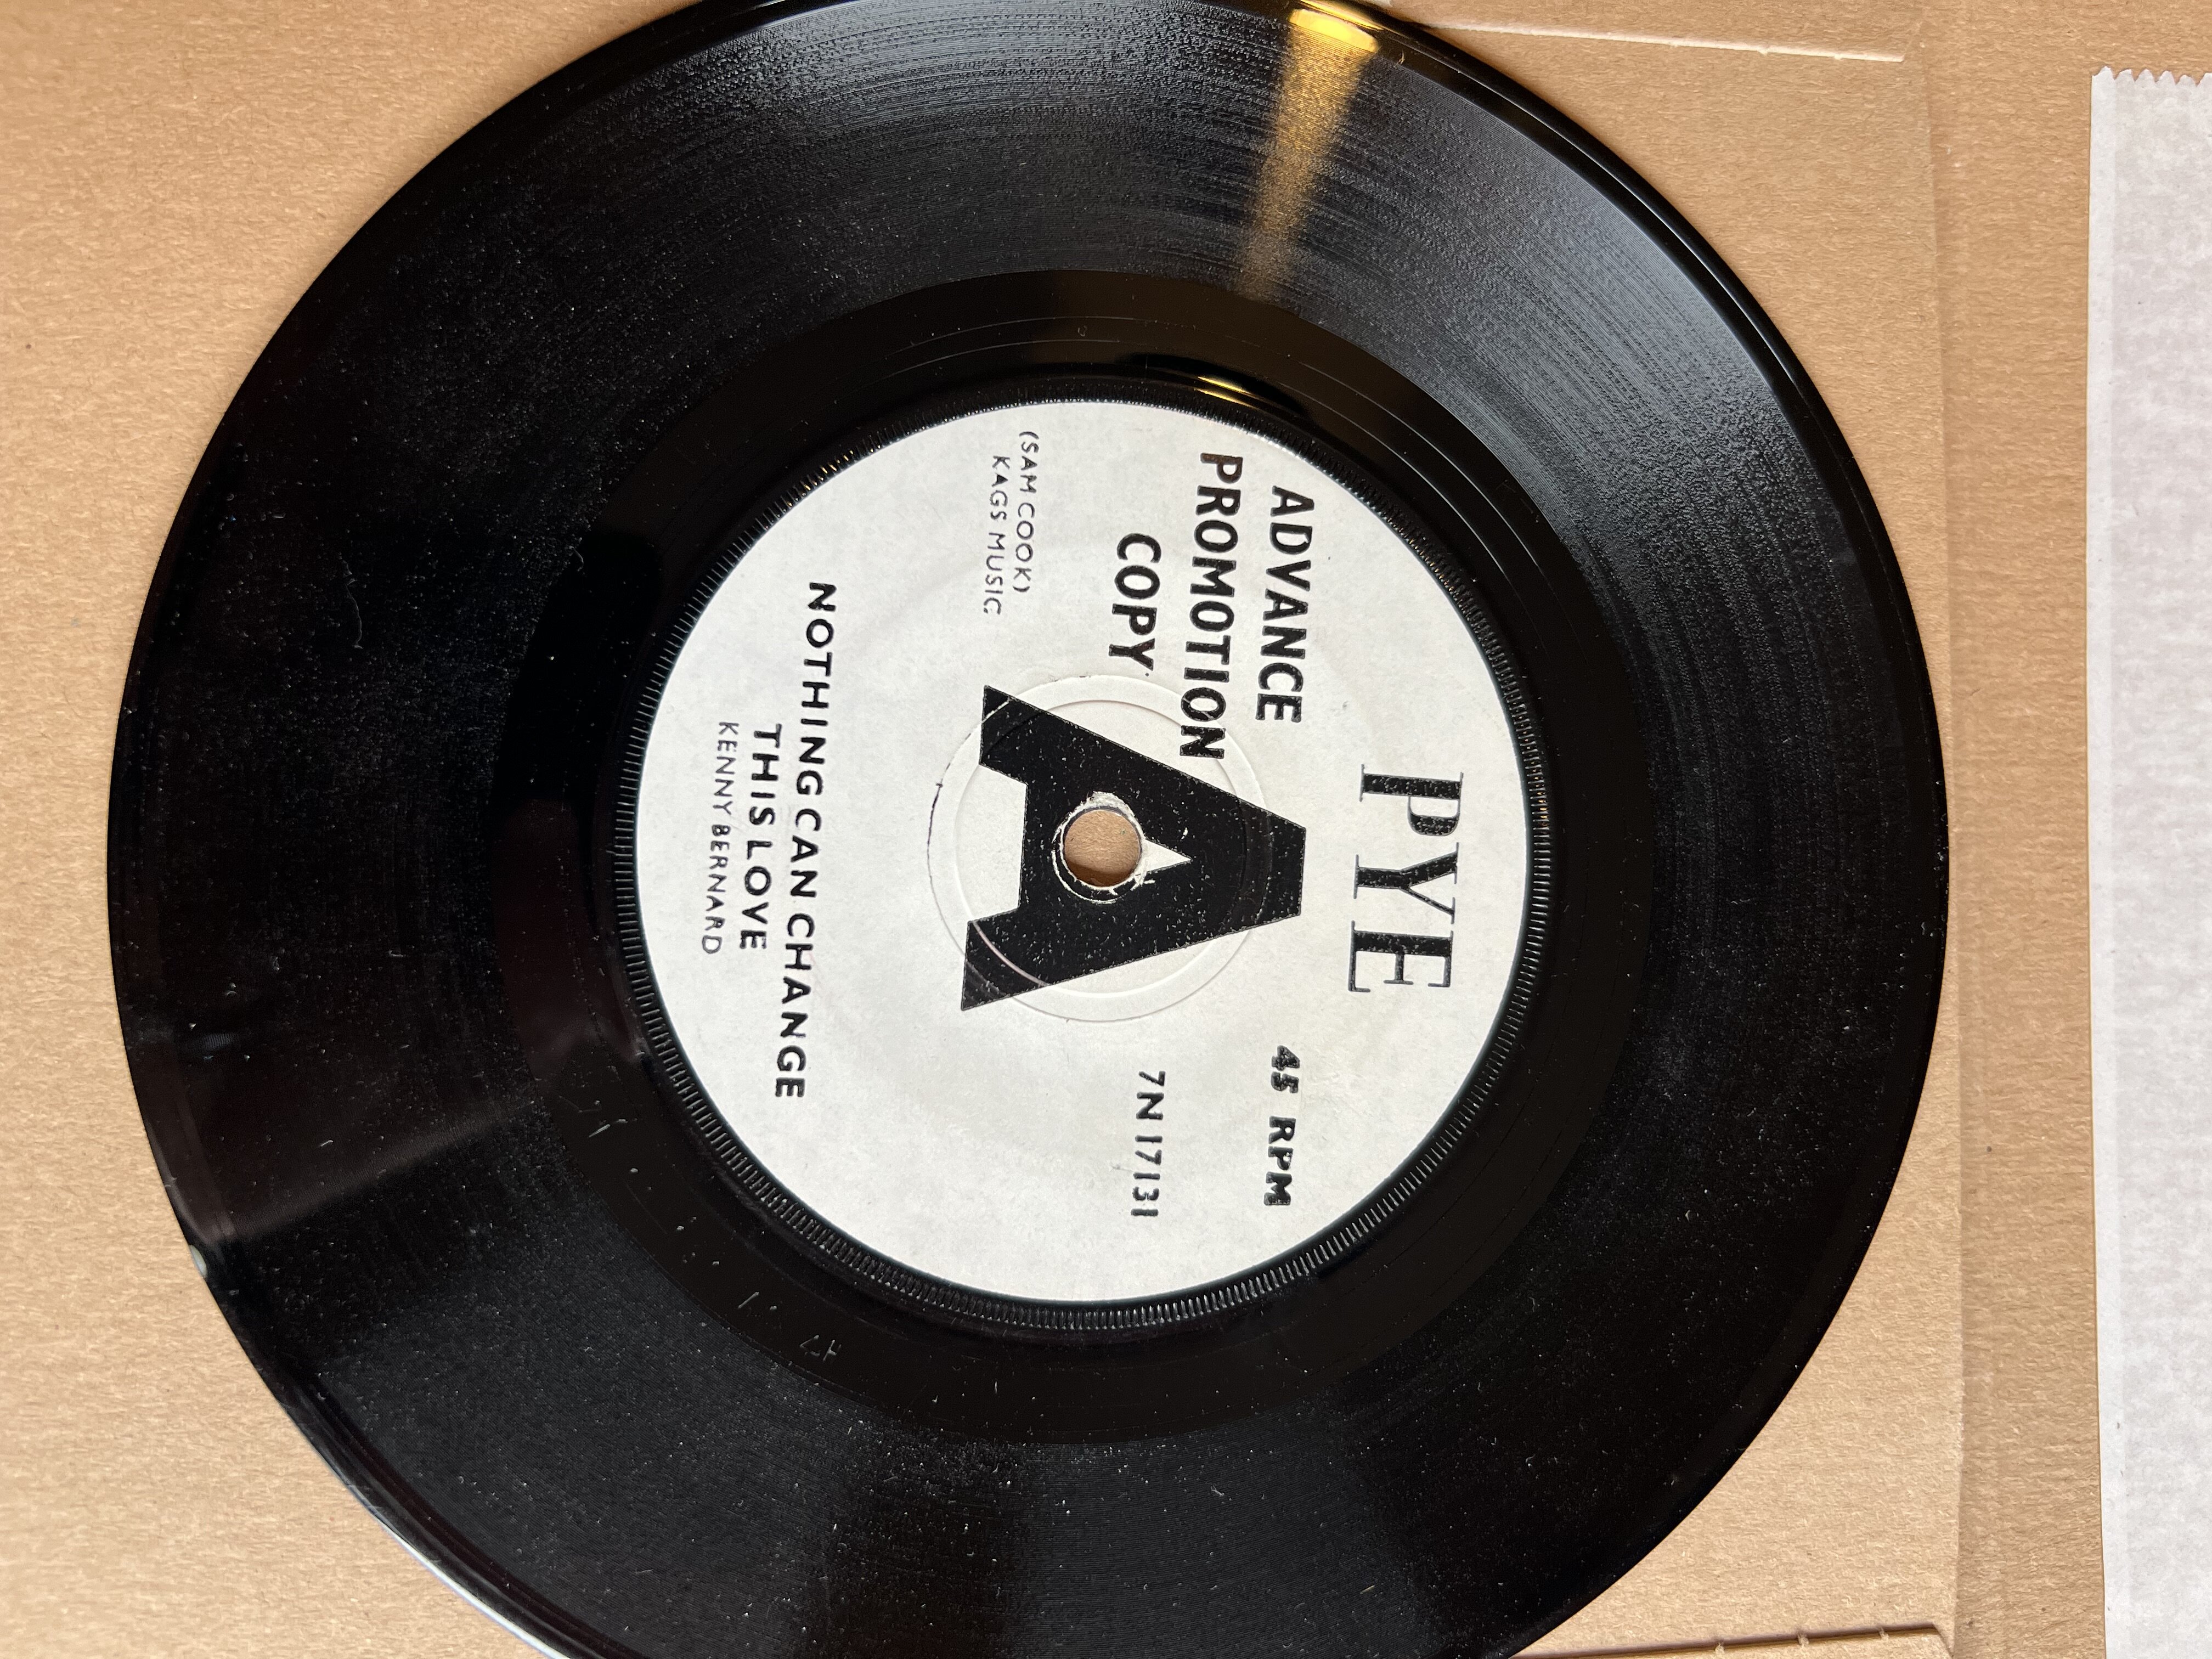 PYE
ADVANCE
PROMOTION
COPY
45 RPM
7N 17131
A
(SAM COOK)
KAGS MUSIC
NOTHING CAN CHANGE
THIS LOVE
KENNY BERNARD